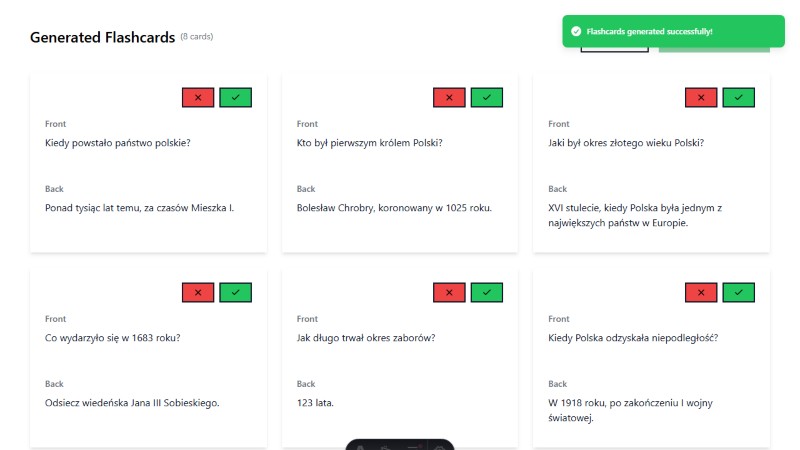 Generated Flashcards (8 cards)
Flashcards generated successfully!
Front
Kiedy powstało państwo polskie?
Back
Ponad tysiąc lat temu, za czasów Mieszka I.
Front
Kto był pierwszym królem Polski?
Back
Bolesław Chrobry, koronowany w 1025 roku.
Front
Jaki był okres złotego wieku Polski?
Back
XVI stulecie, kiedy Polska była jednym z
największych państw w Europie.
Front
Co wydarzyło się w 1683 roku?
Back
Odsiecz wiedeńska Jana III Sobieskiego.
Front
Jak długo trwał okres zaborów?
Back
123 lata.
Front
Kiedy Polska odzyskała niepodległość?
Back
W 1918 roku, po zakończeniu I wojny
światowej.